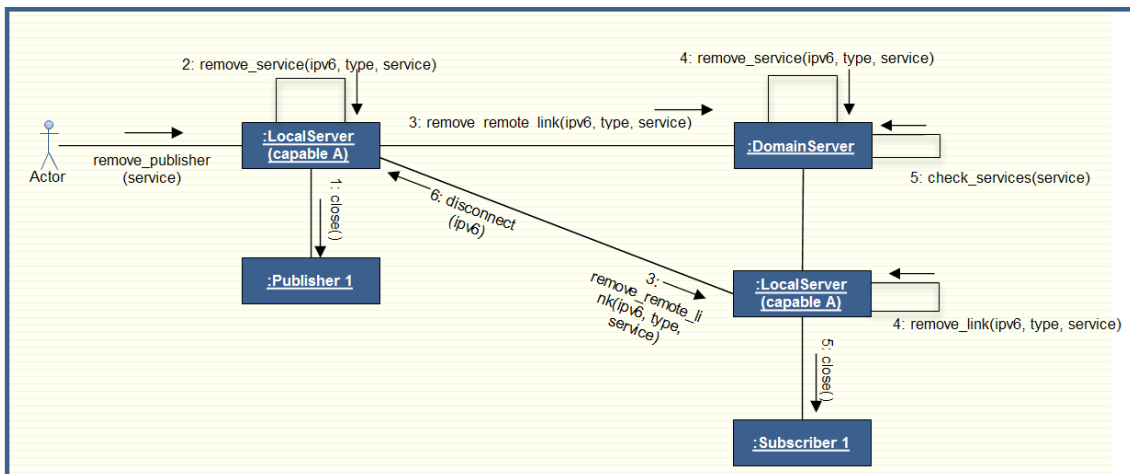 2: remove_service(ipv6, type, service)
4: remove_service(ipv6, type, service)
:LocalServer
(capable A)
3: remove_remote_link(ipv6, type, service)
:DomainServer
remove_publisher
(service)
Actor
5: check_services(service)
1: close()
6: disconnect
(ipv6)
:Publisher 1
3:
remove_remote_li
nk(ipv6, type,
service)
:LocalServer
(capable A)
4: remove_link(ipv6, type, service)
5: close()
:Subscriber 1